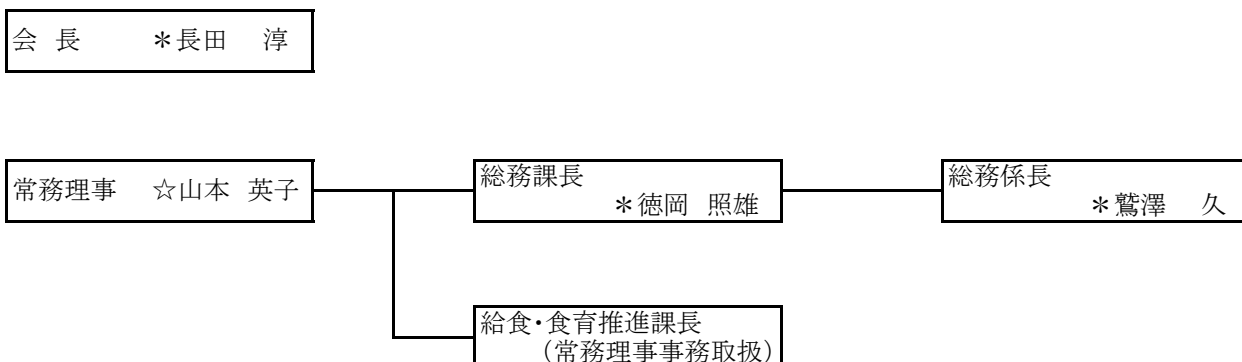 会 長　　＊長田　淳
常務理事　☆山本 英子
総務課長
＊徳岡 照雄
総務係長
＊鷲澤　久
給食・食育推進課長
（常務理事事務取扱）